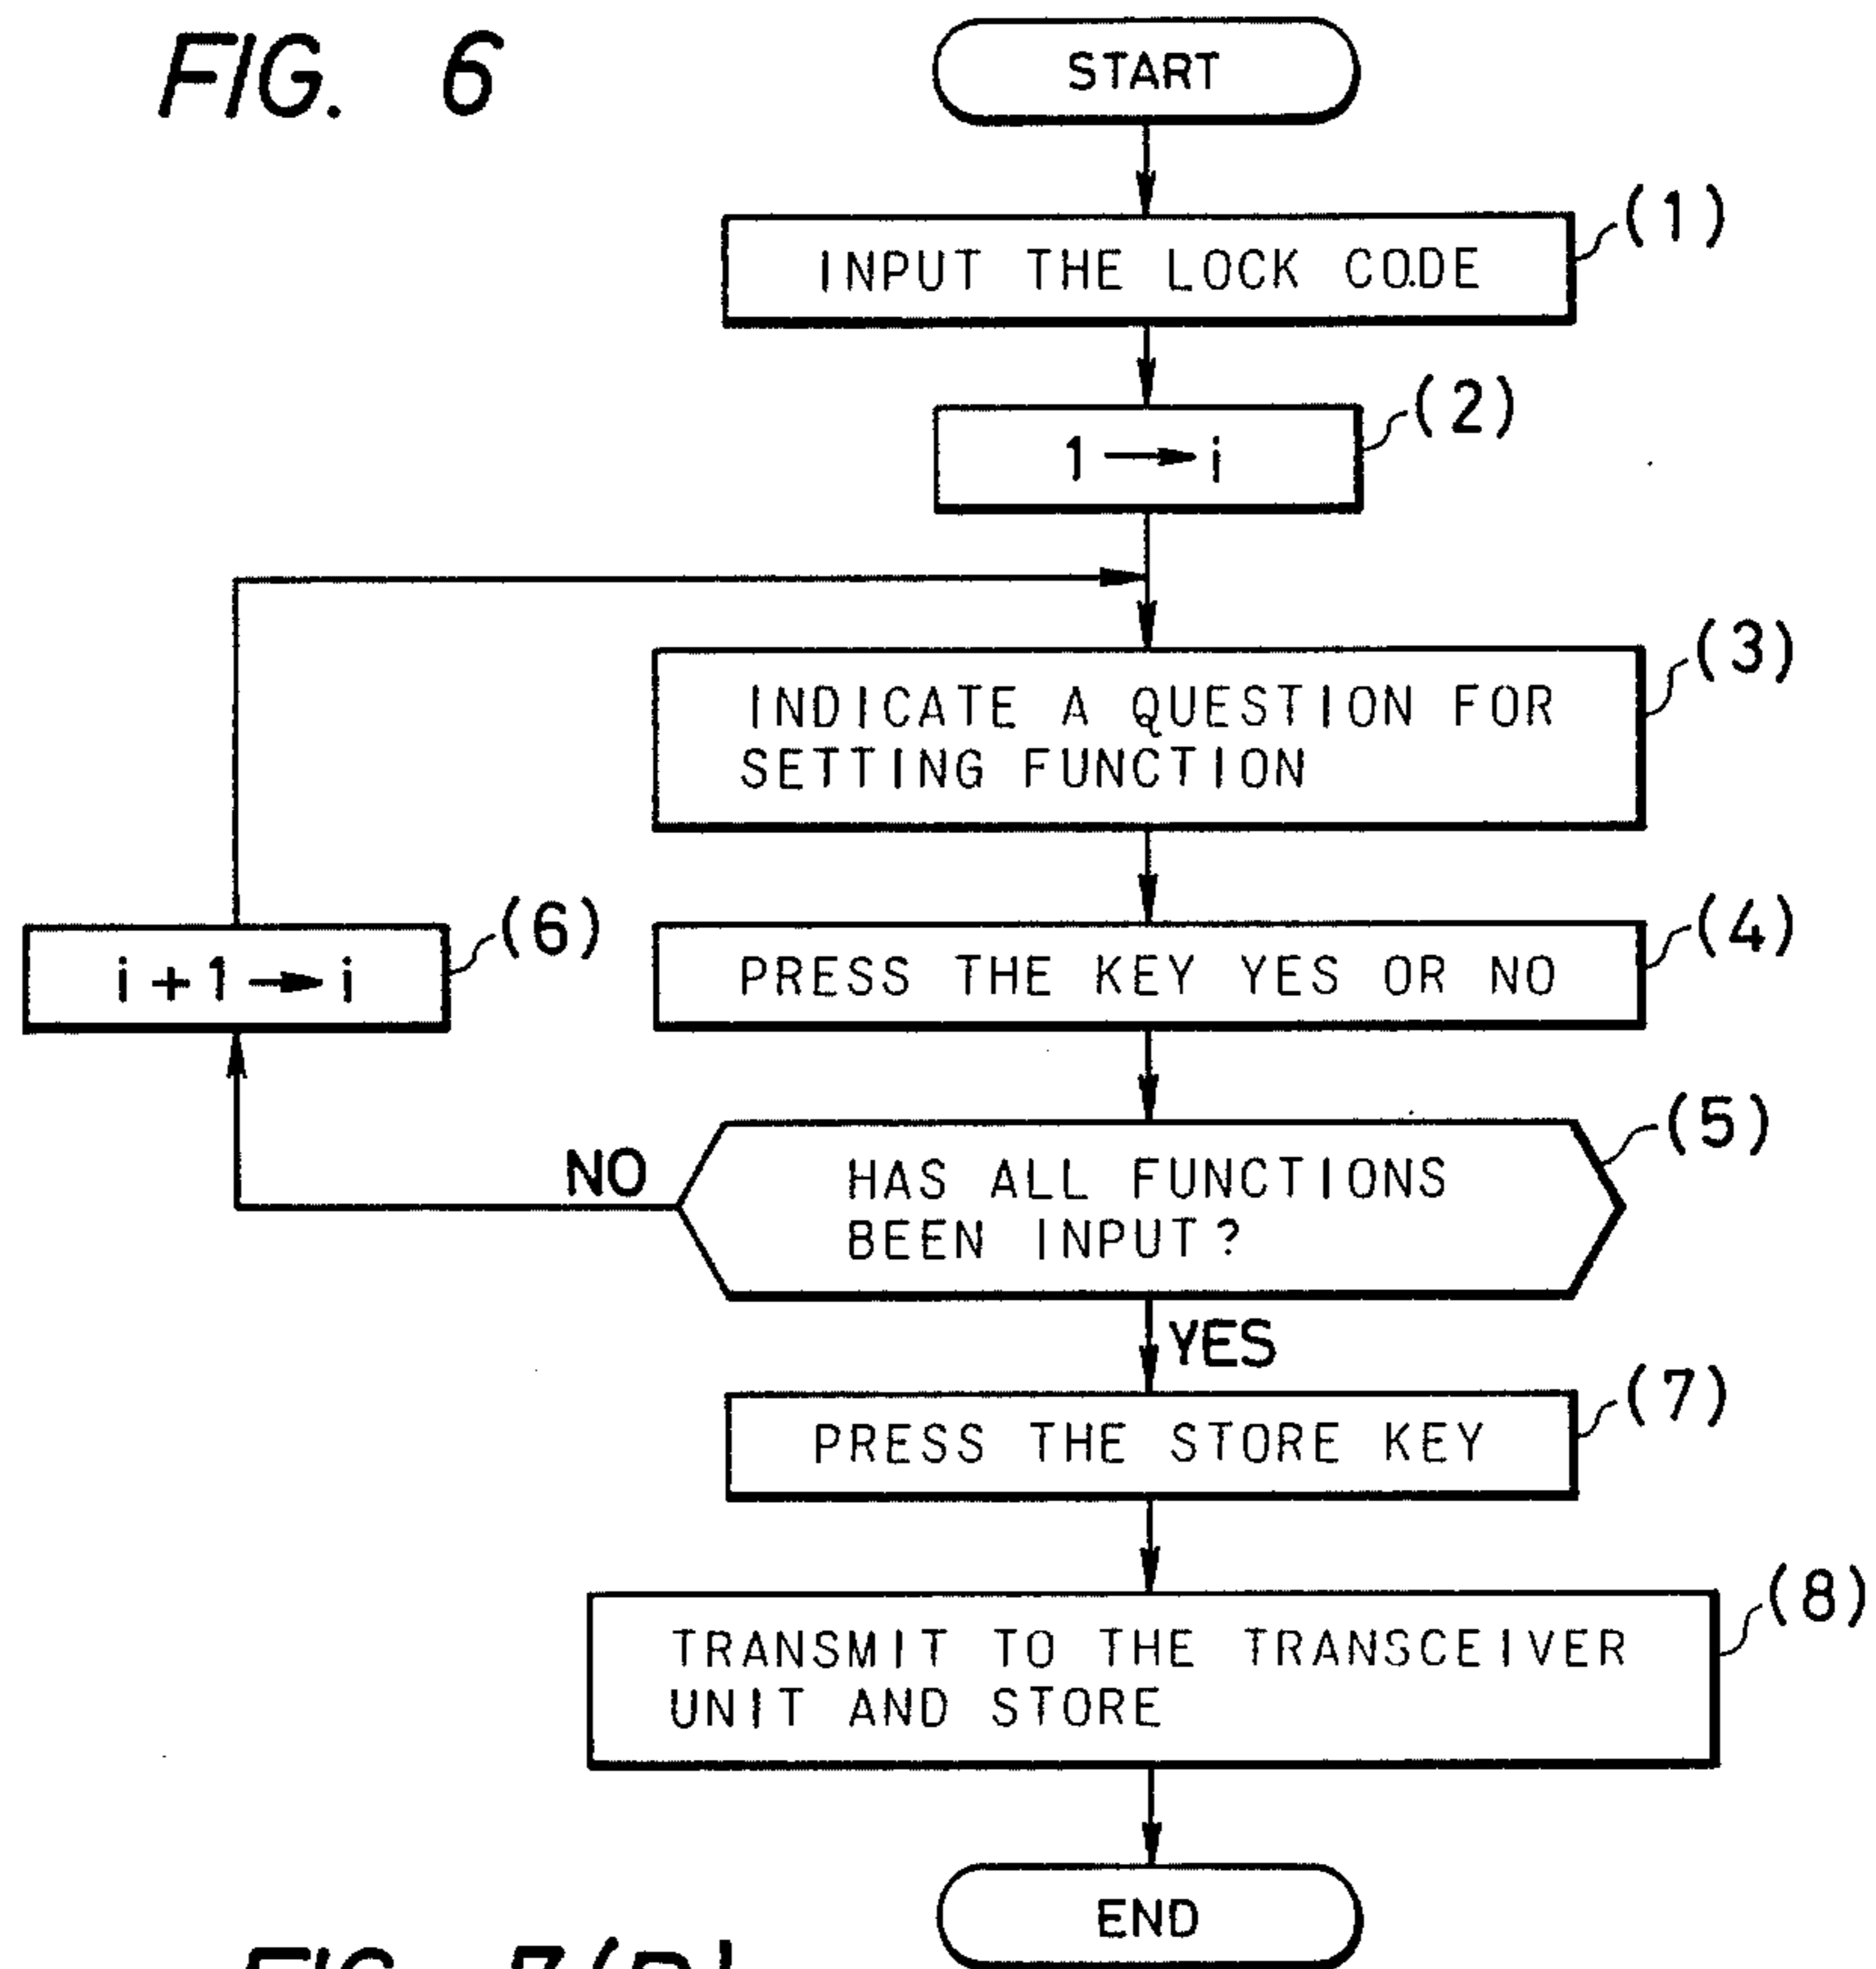 FIG. 6
START
INPUT THE LOCK CODE
(1)
1 → i
(2)
INDICATE A QUESTION FOR
SETTING FUNCTION
(3)
PRESS THE KEY YES OR NO
(4)
i + 1 → i
(6)
HAS ALL FUNCTIONS
BEEN INPUT?
(5)
NO
YES
PRESS THE STORE KEY
(7)
TRANSMIT TO THE TRANSCEIVER
UNIT AND STORE
(8)
END